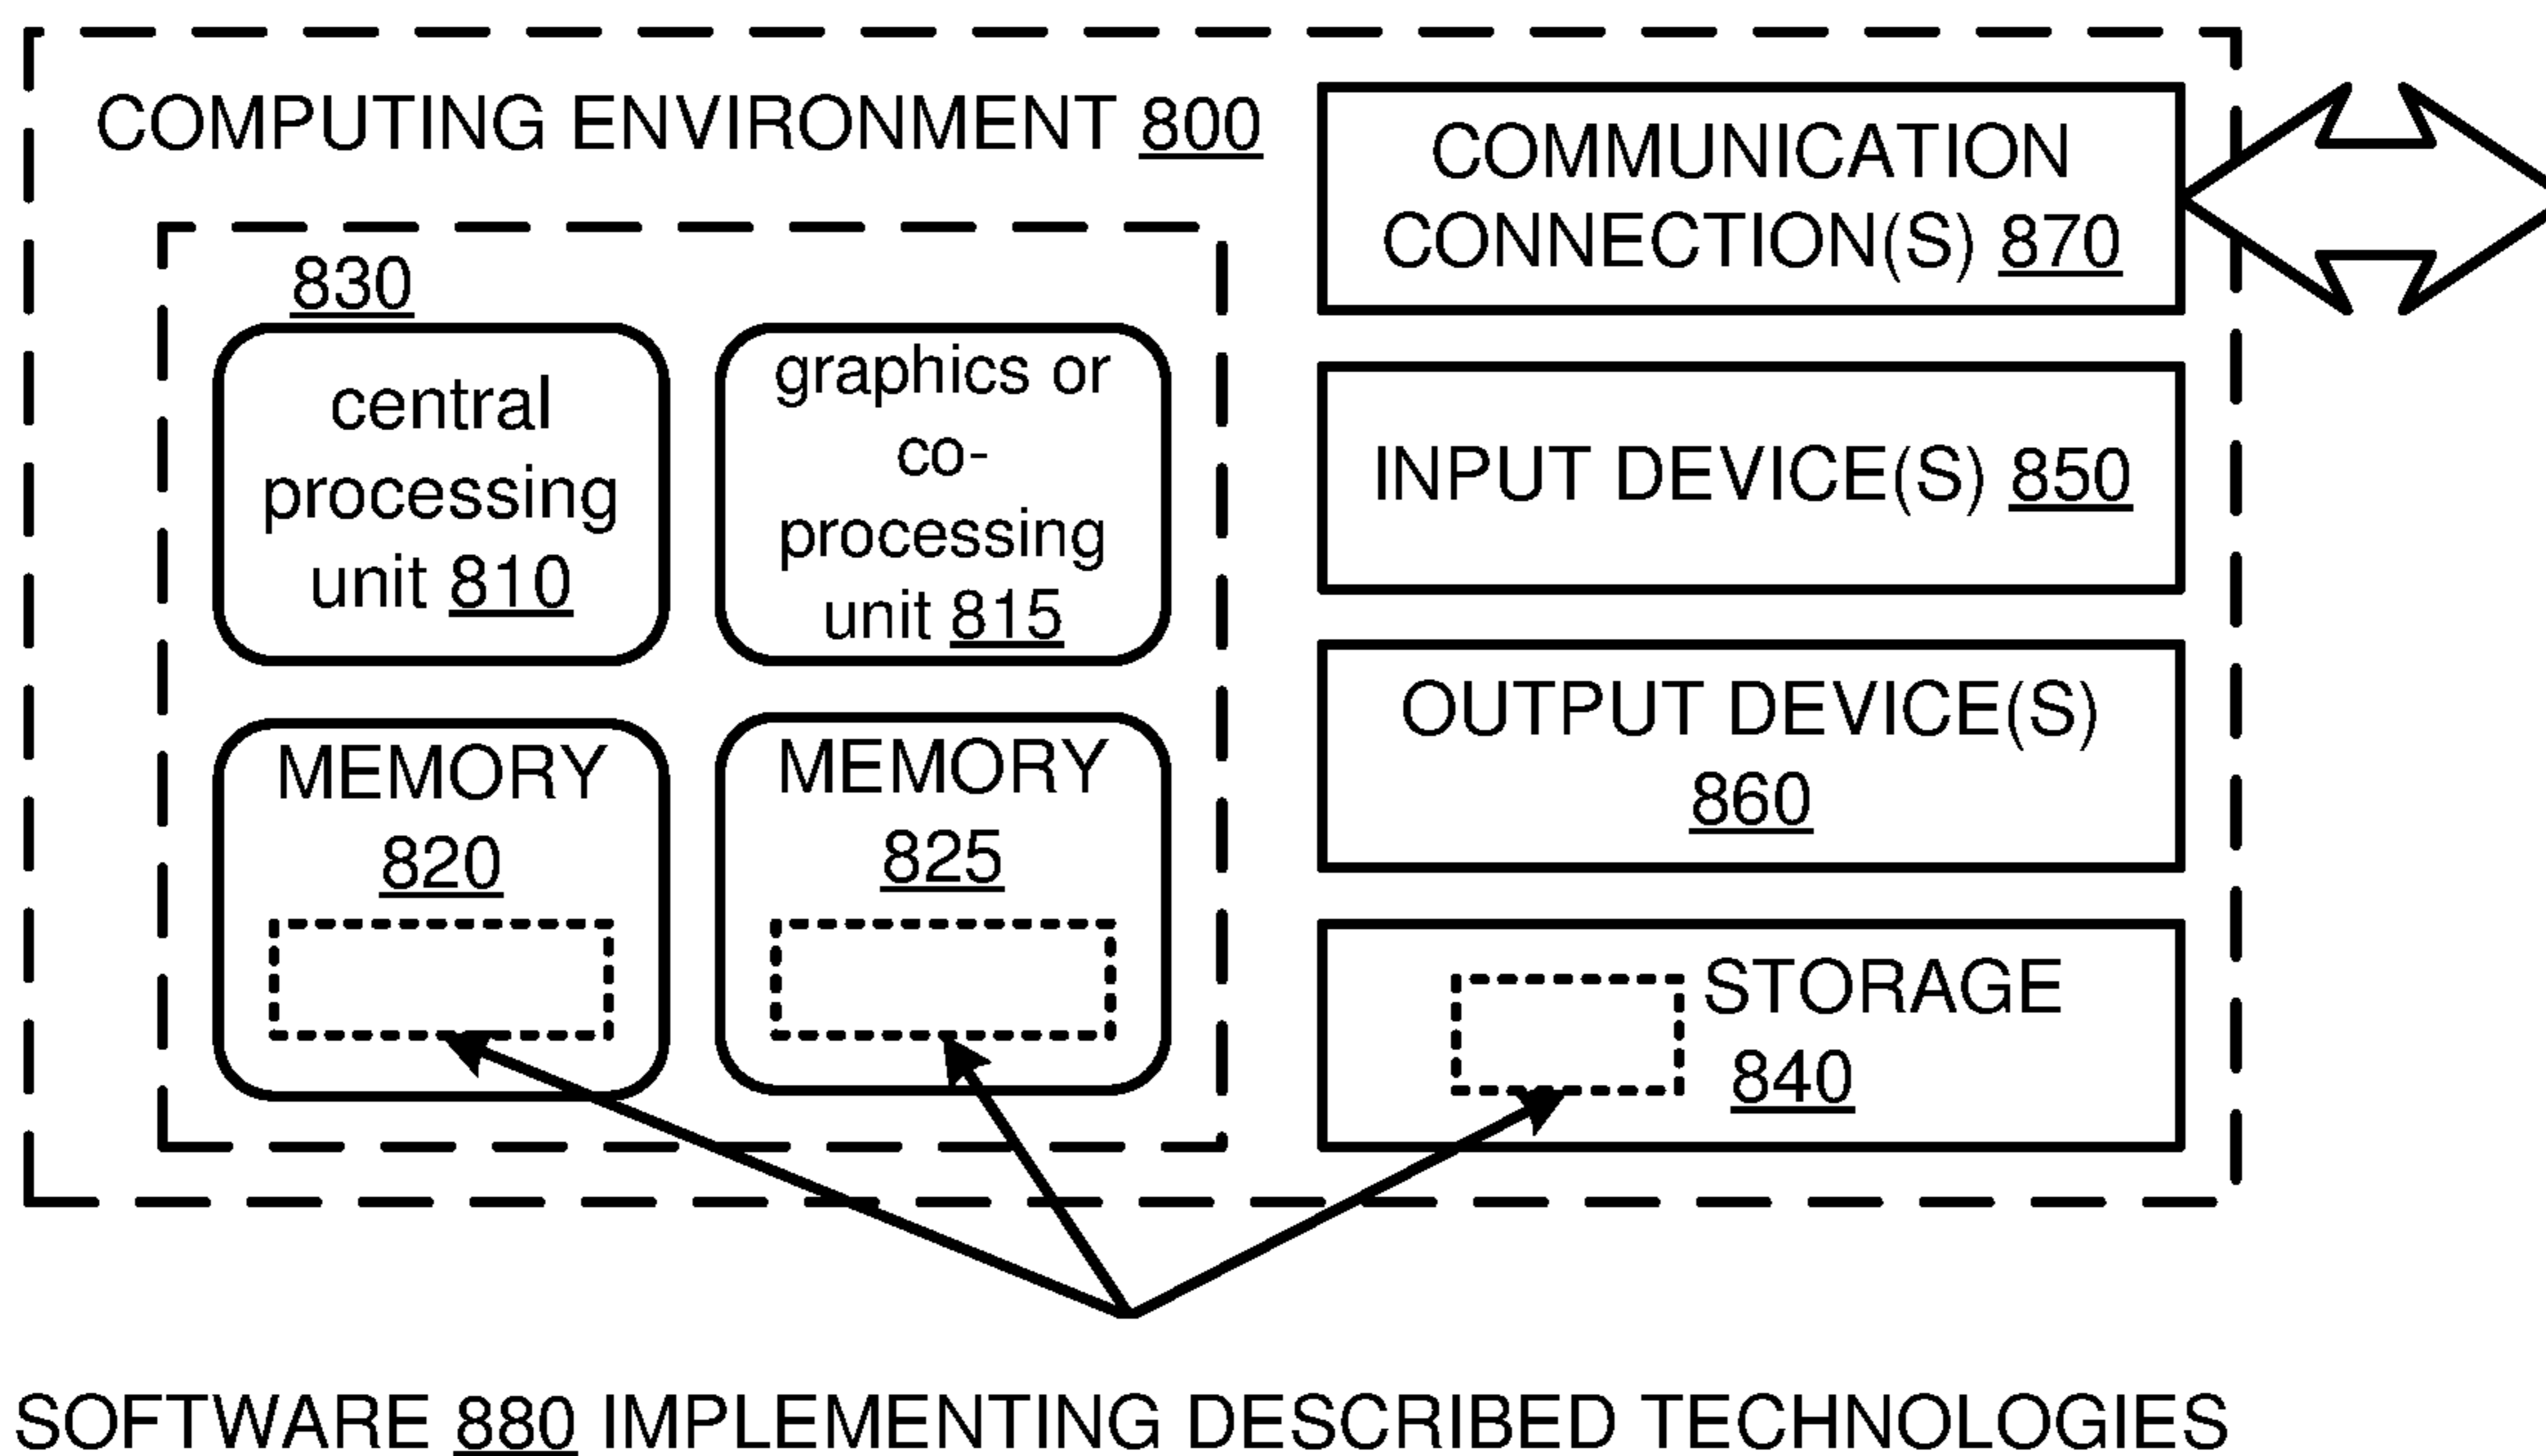 COMPUTING ENVIRONMENT 800
830
central
processing
unit 810
graphics or
co-
processing
unit 815
MEMORY
820
MEMORY
825
COMMUNICATION
CONNECTION(S) 870
INPUT DEVICE(S) 850
OUTPUT DEVICE(S)
860
STORAGE
840
SOFTWARE 880 IMPLEMENTING DESCRIBED TECHNOLOGIES